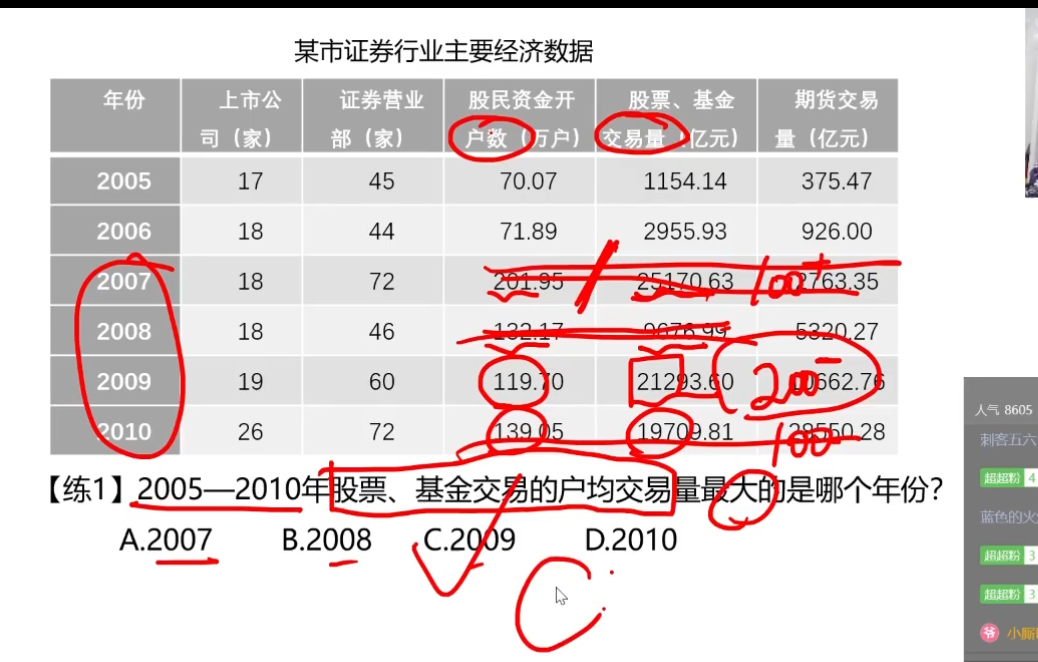 某市证券行业主要经济数据
年份 上市公司（家） 证券营业部（家） 股民资金开户数（万户） 股票、基金交易量（亿元） 期货交易量（亿元）
2005 17 45 70.07 1154.14 375.47
2006 18 44 71.89 2955.93 926.00
2007 18 72 201.95 25170.63 2763.35
100+
2008 18 46 132.17 9676.99 5320.27
2009 19 60 119.70 21293.60 10662.76
200-
2010 26 72 139.05 19709.81 28550.28
100
【练1】2005—2010年股票、基金交易的户均交易量最大的是哪个年份？
A.2007 B.2008 C.2009 D.2010
人气 8605
刺客五六
超超粉 4
蓝色的火
超超粉 3
超超粉 3
爷 小厮